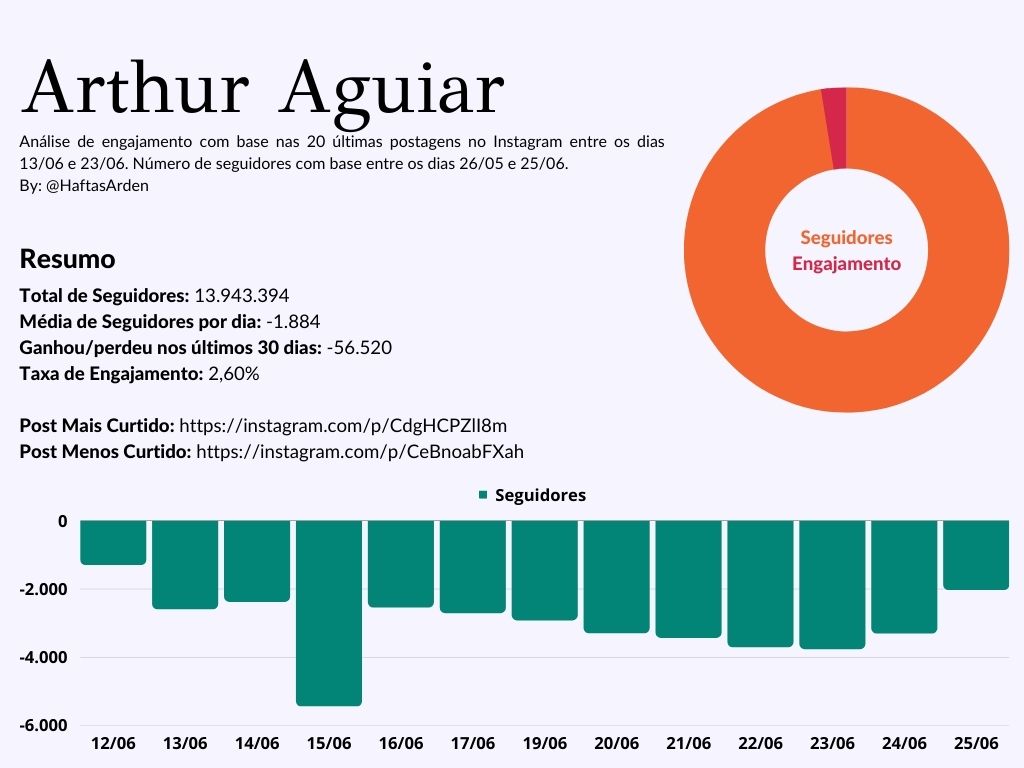 Arthur Aguiar
Análise de engajamento com base nas 20 últimas postagens no Instagram entre os dias
13/06 e 23/06. Número de seguidores com base entre os dias 26/05 e 25/06.
By: @HaftasArden
Seguidores
Engajamento
Resumo
Total de Seguidores: 13.943.394
Média de Seguidores por dia: -1.884
Ganhou/perdeu nos últimos 30 dias: -56.520
Taxa de Engajamento: 2,60%
Post Mais Curtido: https://instagram.com/p/CdgHCPZlI8m
Post Menos Curtido: https://instagram.com/p/CeBnoabFXah
Seguidores
0
-2.000
-4.000
-6.000
12/06 13/06 14/06 15/06 16/06 17/06 19/06 20/06 21/06 22/06 23/06 24/06 25/06